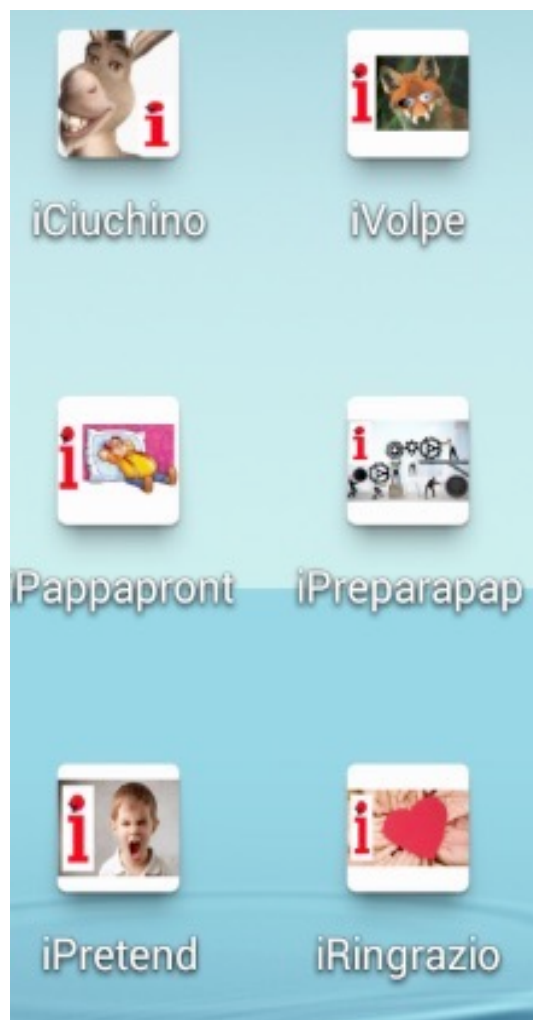 i
i
iCiuchino
iVolpe
i
i
iPappapront
iPreparapap
i
i
iPretend
iRingrazio